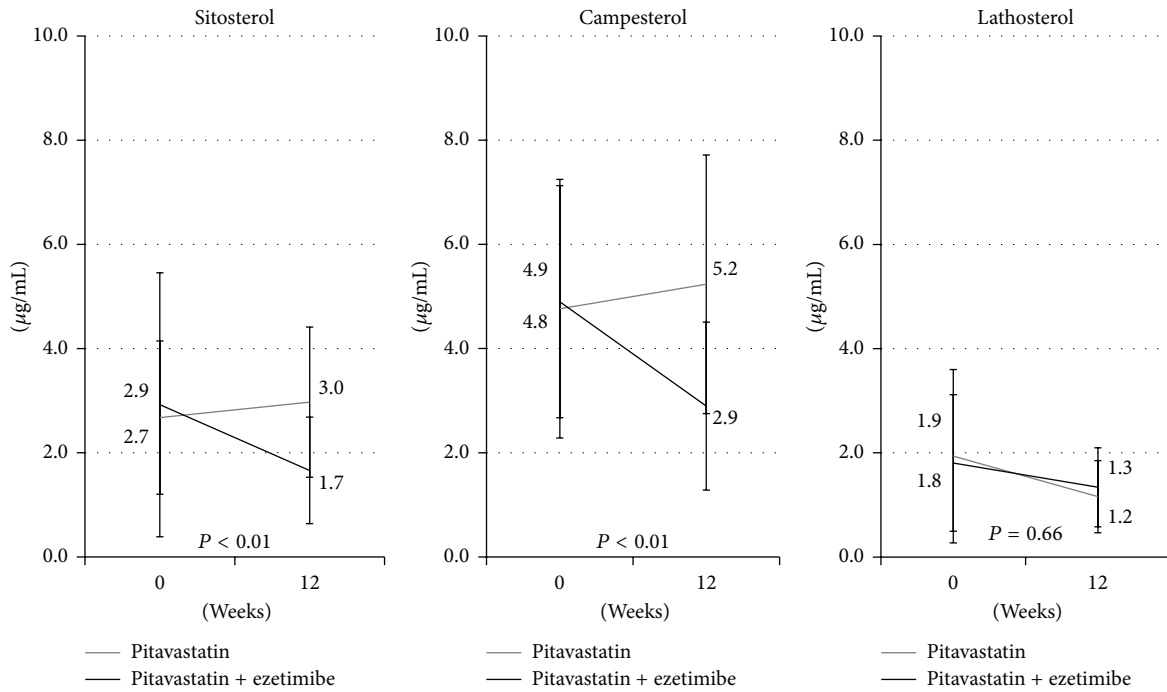 Sitosterol
10.0
8.0
6.0
4.0
2.0
0.0
(μg/mL)
2.9
2.7
3.0
1.7
P < 0.01
0
12
(Weeks)
Pitavastatin
Pitavastatin + ezetimibe
Campesterol
10.0
8.0
6.0
4.0
2.0
0.0
(μg/mL)
4.9
4.8
5.2
2.9
P < 0.01
0
12
(Weeks)
Pitavastatin
Pitavastatin + ezetimibe
Lathosterol
10.0
8.0
6.0
4.0
2.0
0.0
(μg/mL)
1.9
1.8
1.3
1.2
P = 0.66
0
12
(Weeks)
Pitavastatin
Pitavastatin + ezetimibe